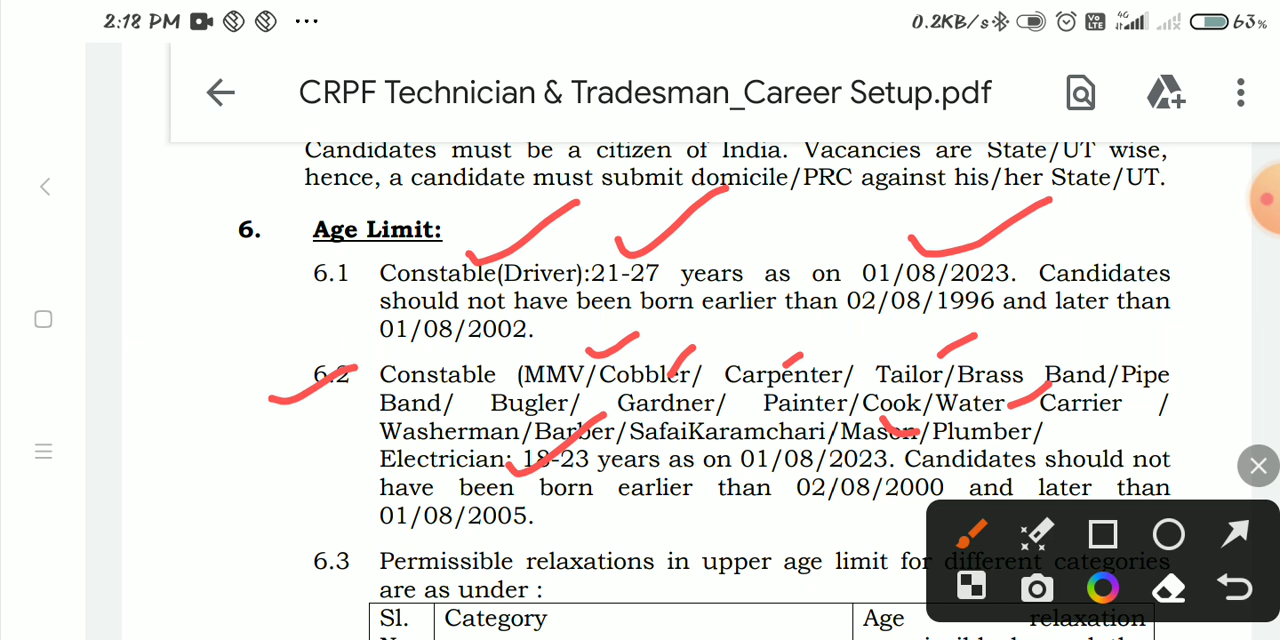 2:18 PM ... 0.2KB/s 4G Vo LTE 63%
CRPF Technician & Tradesman_Career Setup.pdf
Candidates must be a citizen of India. Vacancies are State/UT wise,
hence, a candidate must submit domicile/PRC against his/her State/UT.
6. Age Limit:
6.1 Constable(Driver):21-27 years as on 01/08/2023. Candidates
should not have been born earlier than 02/08/1996 and later than
01/08/2002.
6.2 Constable (MMV/Cobbler/ Carpenter/ Tailor/Brass Band/Pipe
Band/ Bugler/ Gardner/ Painter/Cook/Water Carrier /
Washerman/Barber/SafaiKaramchari/Mason/Plumber/
Electrician: 18-23 years as on 01/08/2023. Candidates should not
have been born earlier than 02/08/2000 and later than
01/08/2005.
6.3 Permissible relaxations in upper age limit for different categories
are as under :
Sl. Category Age relaxation